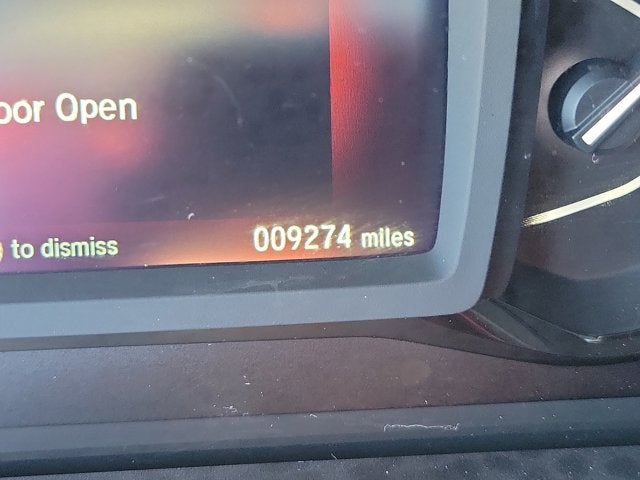 oor Open
to dismiss 009274 miles